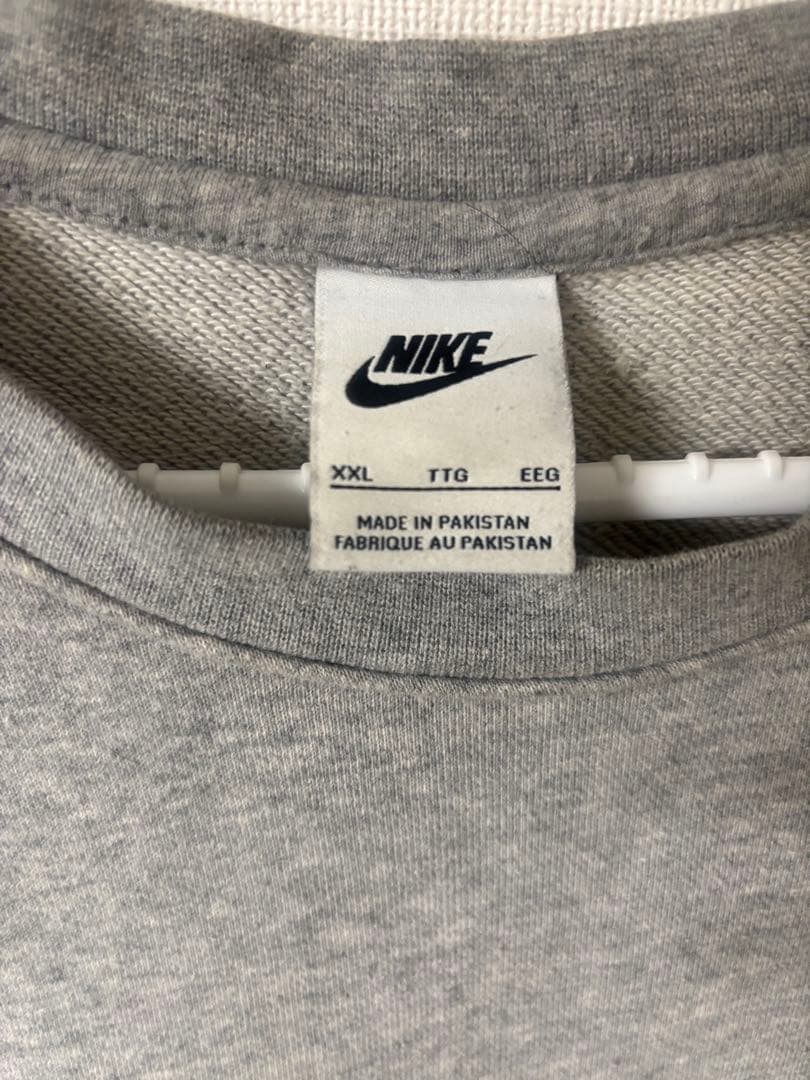 NIKE
XXL TTG EEG
MADE IN PAKISTAN
FABRIQUE AU PAKISTAN